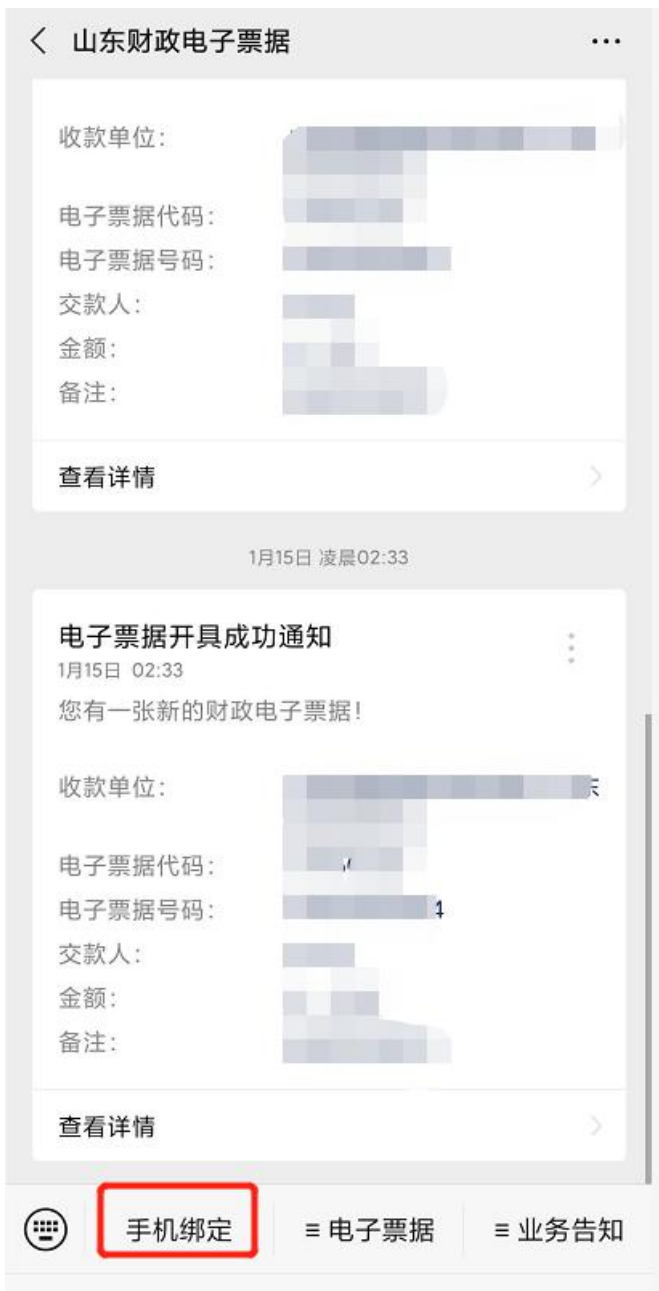 山东财政电子票据
收款单位：
电子票据代码：
电子票据号码：
交款人：
金额：
备注：
查看详情
1月15日 凌晨02:33
电子票据开具成功通知
1月15日 02:33
您有一张新的财政电子票据！
收款单位：
电子票据代码：
电子票据号码： 4
交款人：
金额：
备注：
查看详情
手机绑定 ≡ 电子票据 ≡ 业务告知